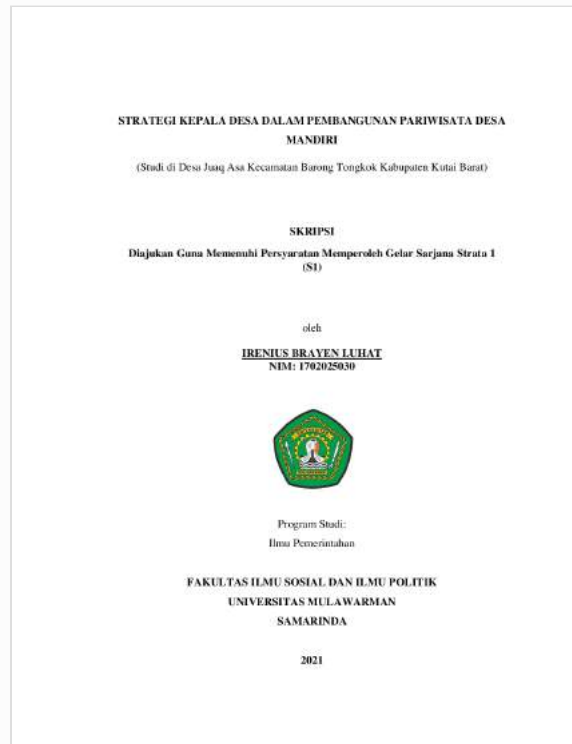 STRATEGI KEPALA DESA DALAM PEMBANGUNAN PARIWISATA DESA
MANDIRI
(Studi di Desa Juaq Asa Kecamatan Barong Tongkok Kabupaten Kutai Barat)
SKRIPSI
Diajukan Guna Memenuhi Persyaratan Memperoleh Gelar Sarjana Strata 1
(S1)
oleh
IRENIUS BRAYEN LUHAT
NIM: 1702025030
Program Studi:
Ilmu Pemerintahan
FAKULTAS ILMU SOSIAL DAN ILMU POLITIK
UNIVERSITAS MULAWARMAN
SAMARINDA
2021